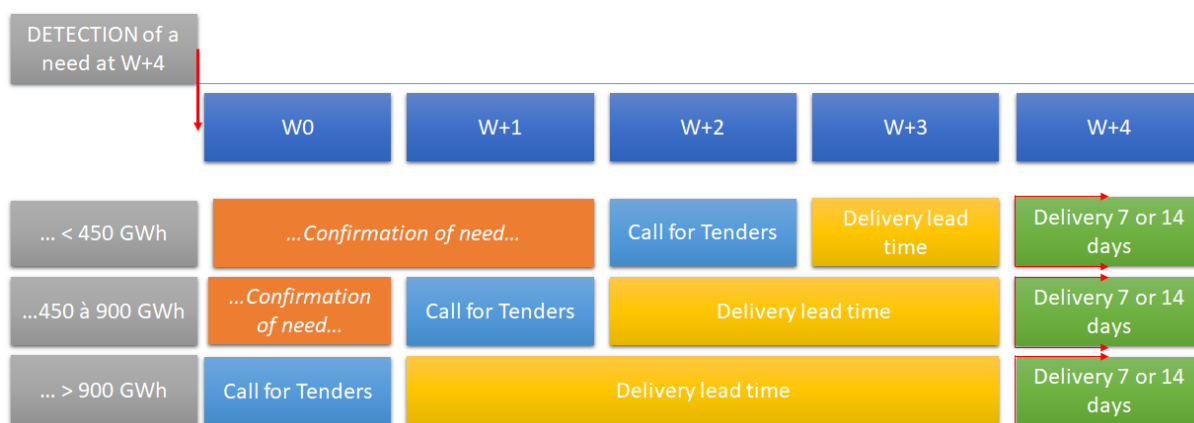 DETECTION of a
need at W+4
W0
W+1
W+2
W+3
W+4
... < 450 GWh
...Confirmation of need...
Call for Tenders
Delivery lead
time
Delivery 7 or 14
days
...450 à 900 GWh
...Confirmation
of need...
Call for Tenders
Delivery lead time
Delivery 7 or 14
days
... > 900 GWh
Call for Tenders
Delivery lead time
Delivery 7 or 14
days